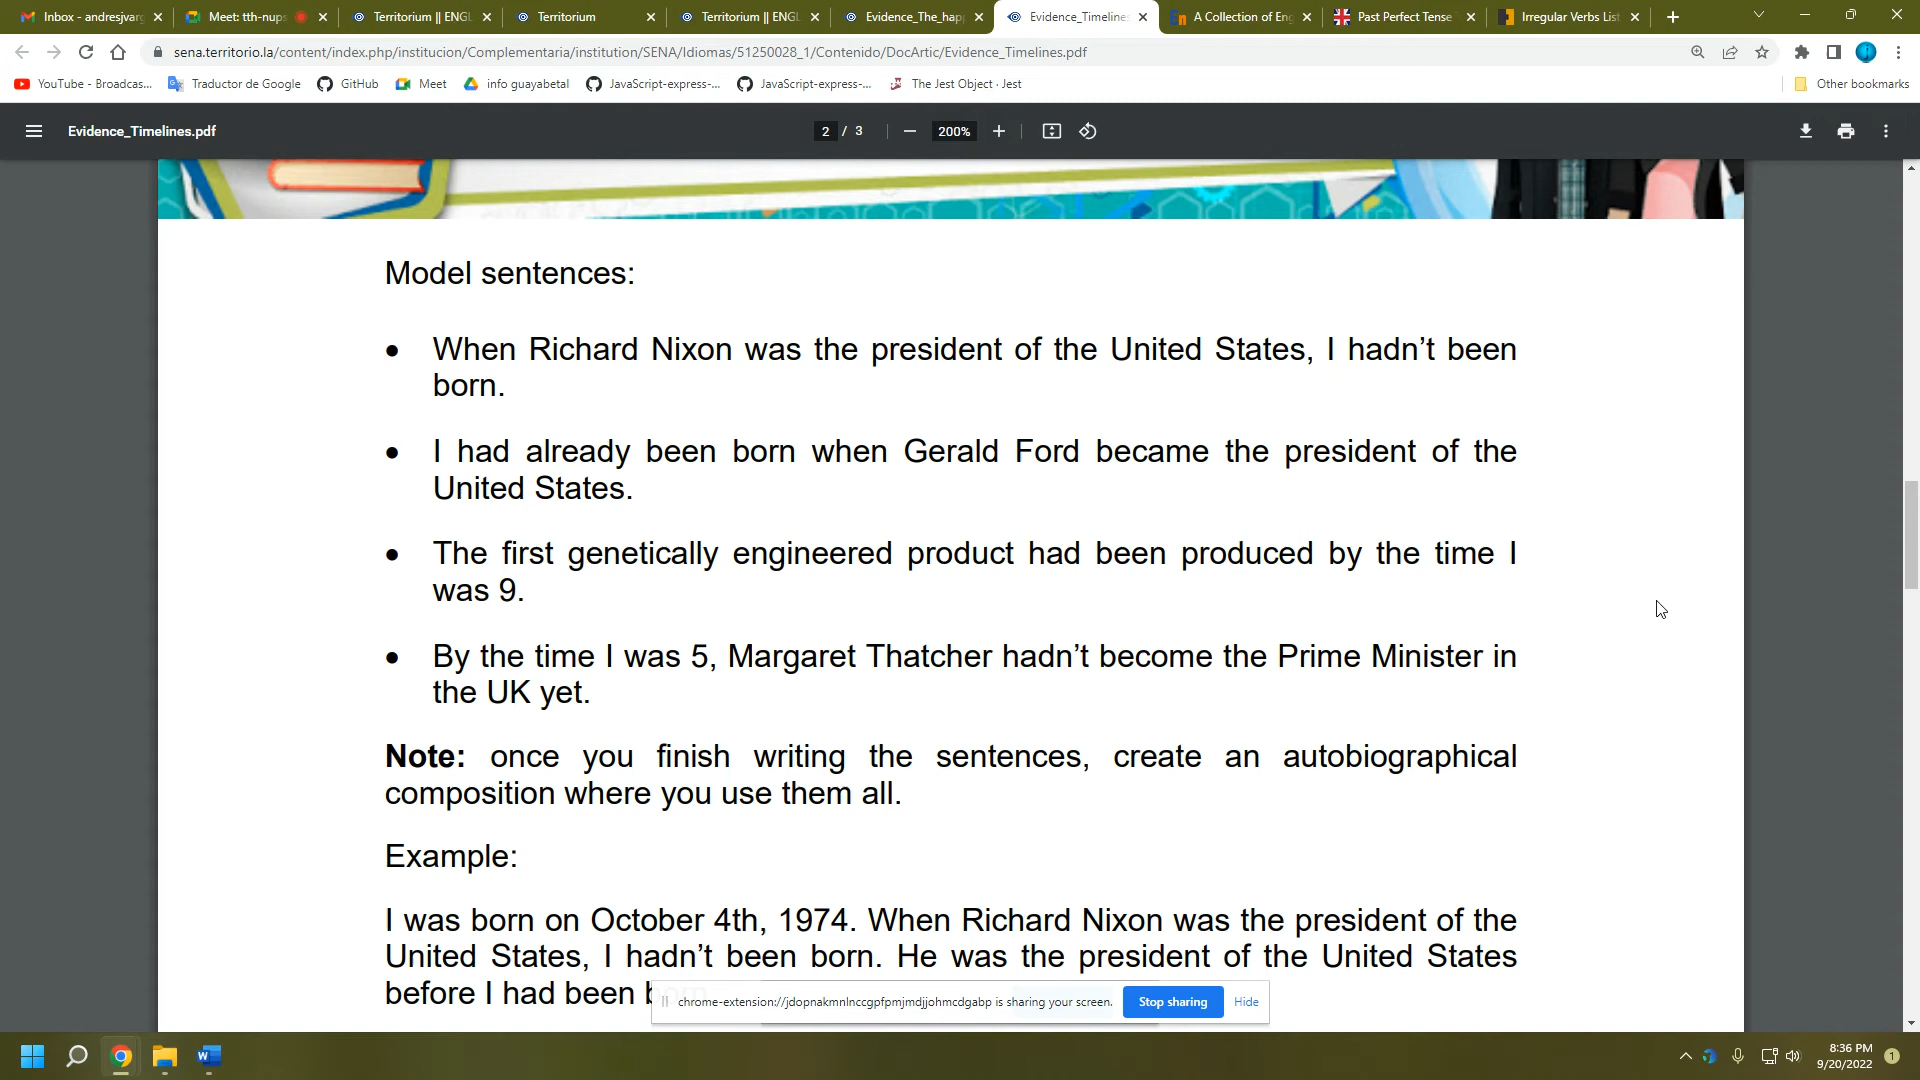 Inbox - andresjvarg
Meet: tth-nups
Territorium || ENGL
Territorium
Territorium || ENGL
Evidence_The_hap
Evidence_Timeline
A Collection of Eng
Past Perfect Tense
Irregular Verbs List
sena.territorio.la/content/index.php/institucion/Complementaria/institution/SENA/Idiomas/51250028_1/Contenido/DocArtic/Evidence_Timelines.pdf
YouTube - Broadcas...
Traductor de Google
GitHub
Meet
info guayabetal
JavaScript-express-...
JavaScript-express-...
The Jest Object · Jest
Other bookmarks
Evidence_Timelines.pdf
2 / 3
200%
Model sentences:
• When Richard Nixon was the president of the United States, I hadn't been
born.
• I had already been born when Gerald Ford became the president of the
United States.
• The first genetically engineered product had been produced by the time I
was 9.
• By the time I was 5, Margaret Thatcher hadn't become the Prime Minister in
the UK yet.
Note: once you finish writing the sentences, create an autobiographical
composition where you use them all.
Example:
I was born on October 4th, 1974. When Richard Nixon was the president of the
United States, I hadn't been born. He was the president of the United States
before I had been
chrome-extension://jdopnakmnlnccgpfpmjmdjjohmcdgabp is sharing your screen.
Stop sharing
Hide
8:36 PM
9/20/2022
1